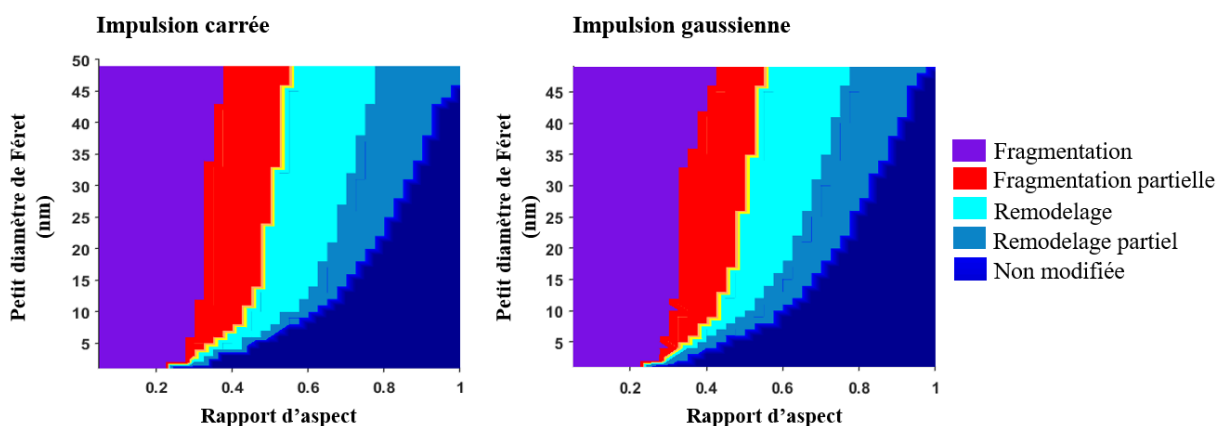 Impulsion carrée
Petit diamètre de Féret
(nm)
50
45
40
35
30
25
20
15
10
5
0.2 0.4 0.6 0.8 1
Rapport d’aspect
Impulsion gaussienne
Petit diamètre de Féret
(nm)
45
40
35
30
25
20
15
10
5
0.2 0.4 0.6 0.8 1
Rapport d’aspect
Fragmentation
Fragmentation partielle
Remodelage
Remodelage partiel
Non modifiée